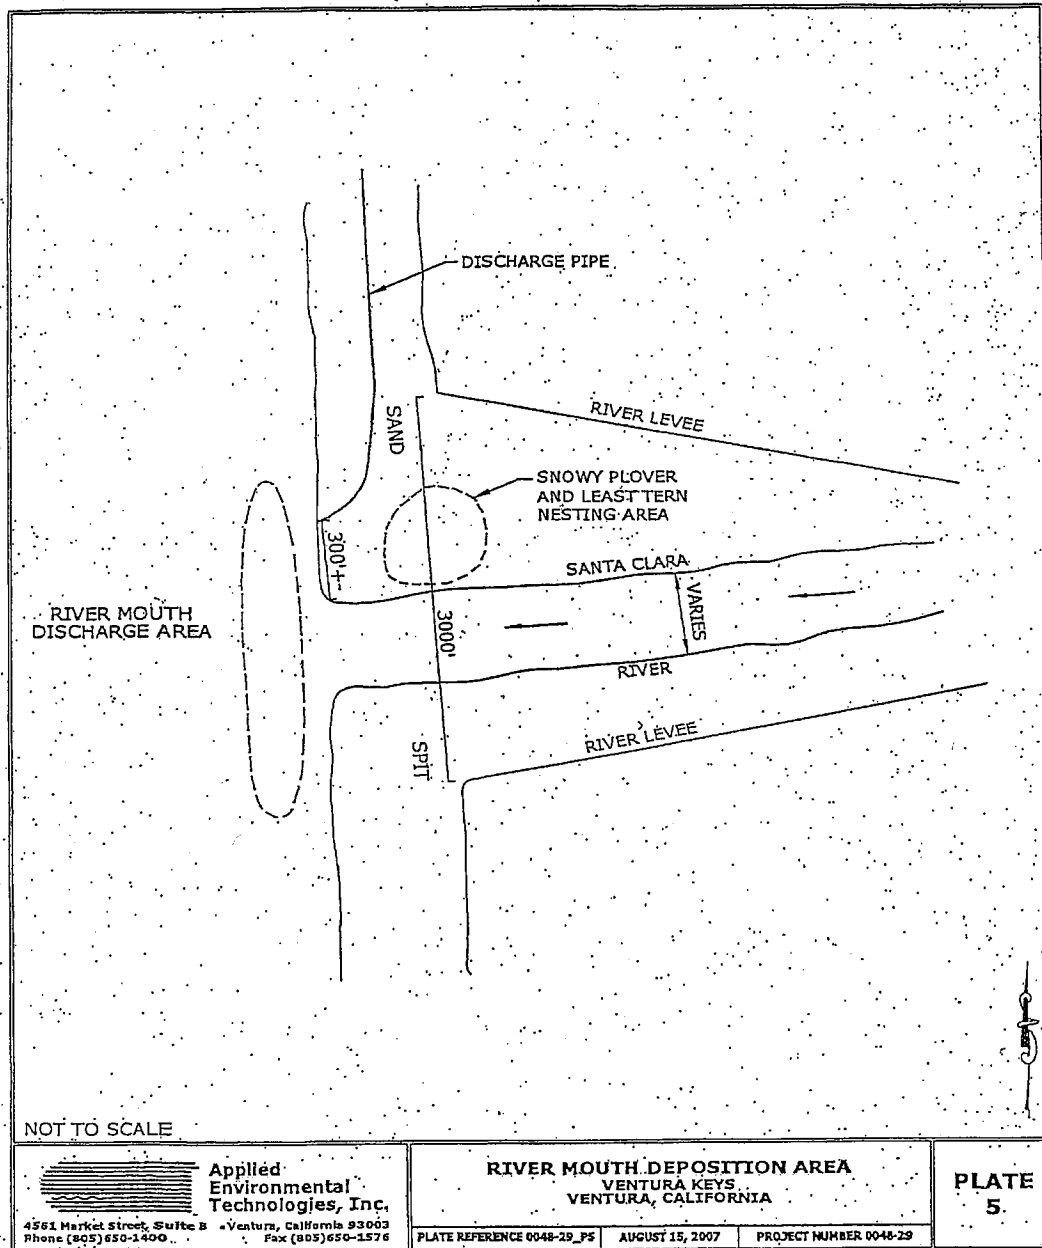 DISCHARGE PIPE
RIVER LEVEE
SAND
SNOWY PLOVER
AND LEAST TERN
NESTING AREA
300'+-
SANTA CLARA
RIVER MOUTH
DISCHARGE AREA
3000'
VARIES
RIVER
SPIT
RIVER LEVEE
NOT TO SCALE
Applied
Environmental
Technologies, Inc.
4561 Market Street, Suite B • Ventura, California 93003
Phone (805)650-1400 Fax (805)650-1576
RIVER MOUTH DEPOSITION AREA
VENTURA KEYS
VENTURA, CALIFORNIA
PLATE REFERENCE 0048-29_P5 AUGUST 15, 2007 PROJECT NUMBER 0048-29
PLATE
5